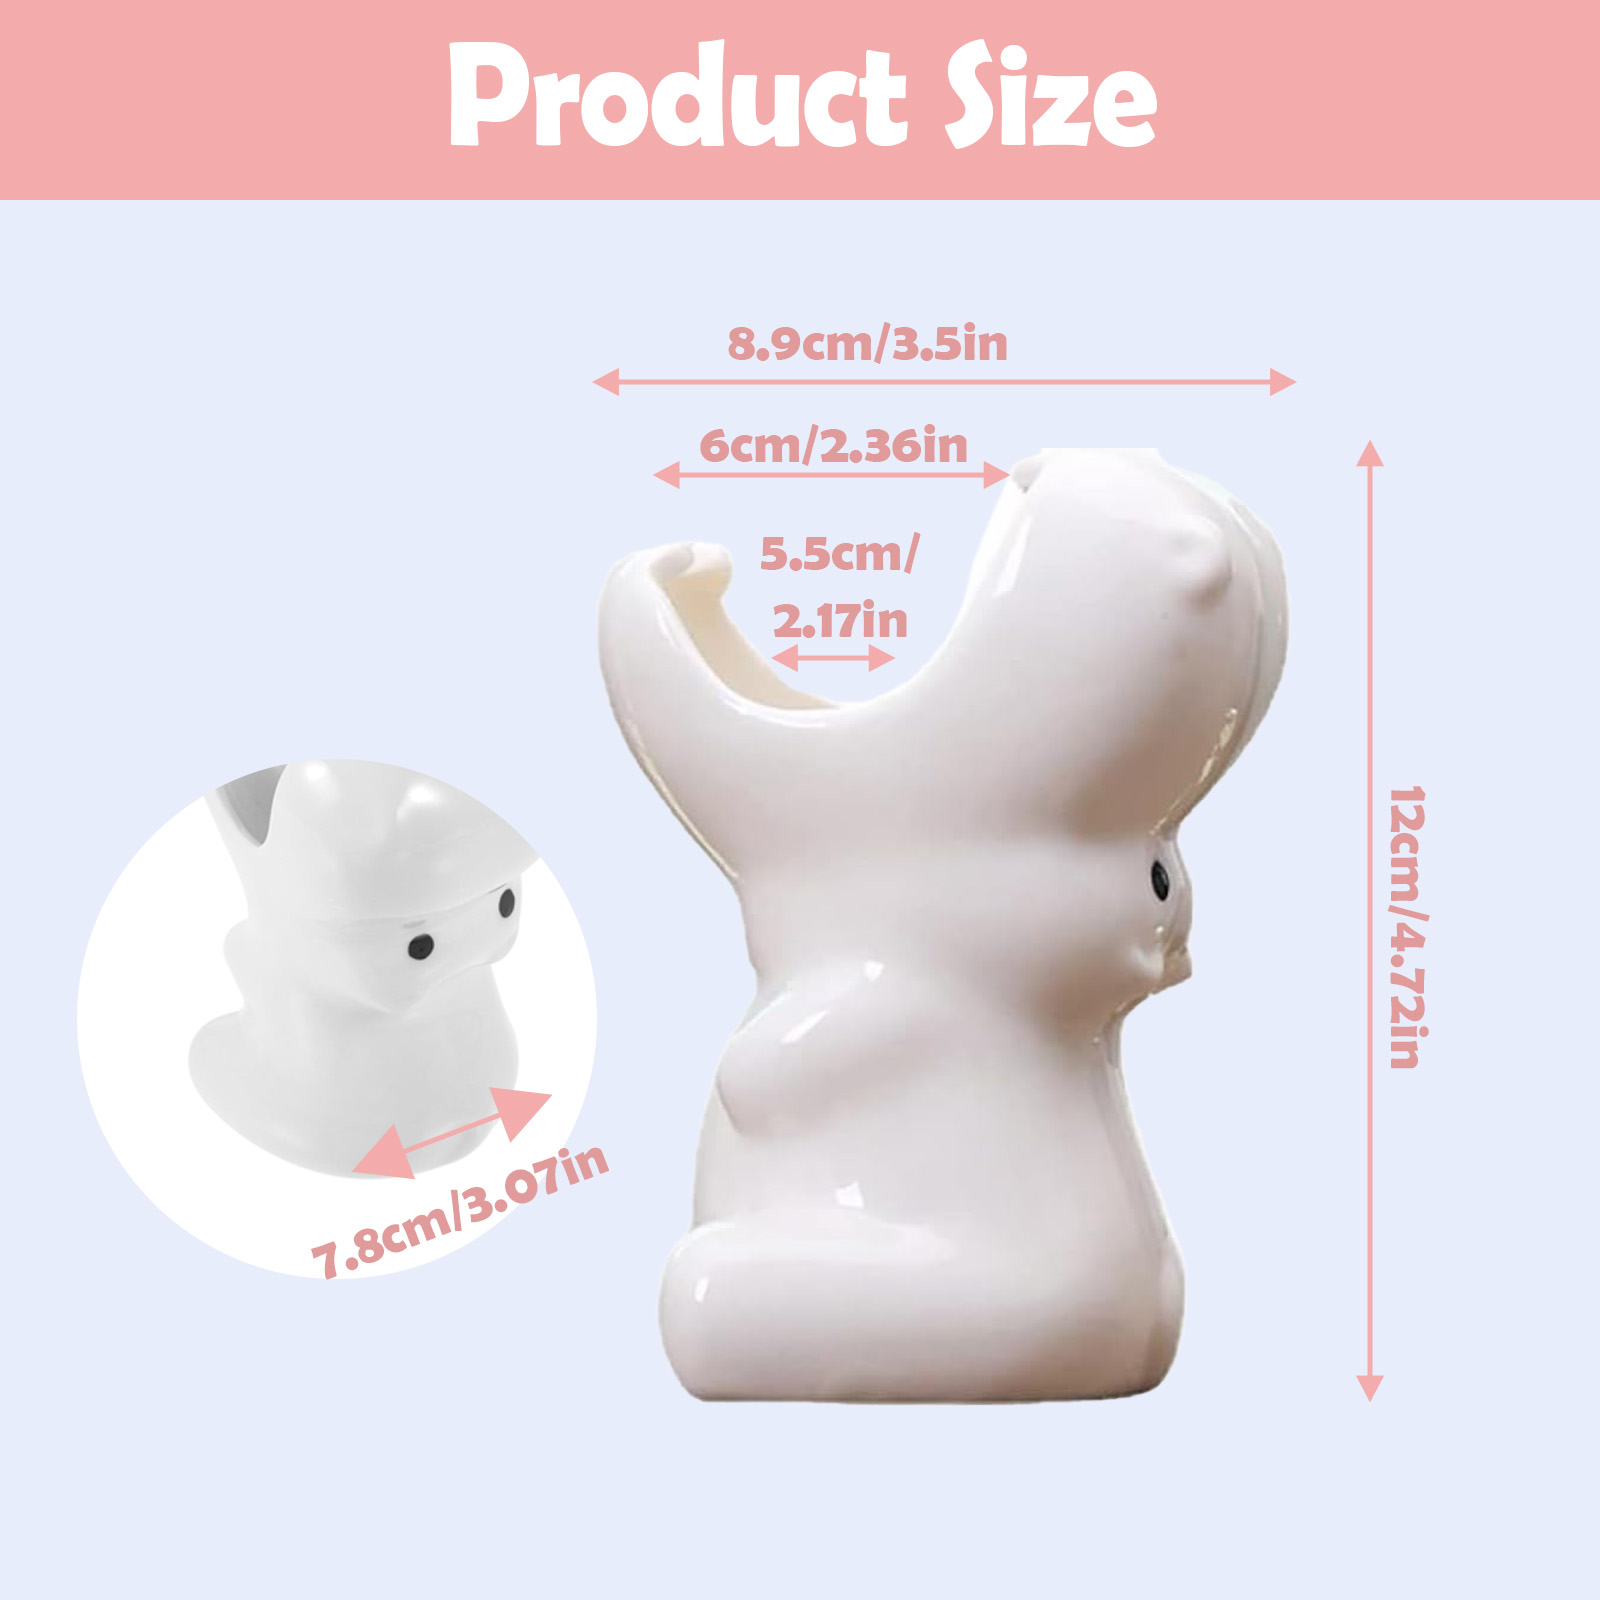 Product Size
8.9cm/3.5in
6cm/2.36in
5.5cm/
2.17in
12cm/4.72in
7.8cm/3.07in